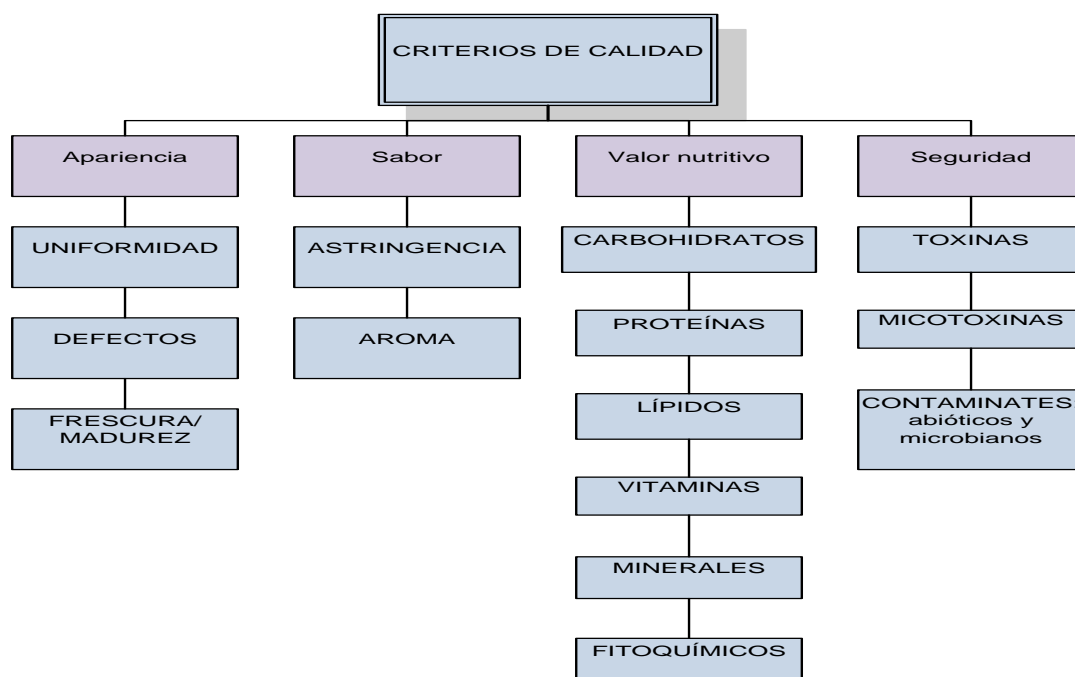 CRITERIOS DE CALIDAD
Apariencia
Sabor
Valor nutritivo
Seguridad
UNIFORMIDAD
ASTRINGENCIA
CARBOHIDRATOS
TOXINAS
DEFECTOS
AROMA
PROTEÍNAS
MICOTOXINAS
FRESCURA/
MADUREZ
LÍPIDOS
CONTAMINATES
abióticos y
microbianos
VITAMINAS
MINERALES
FITOQUÍMICOS